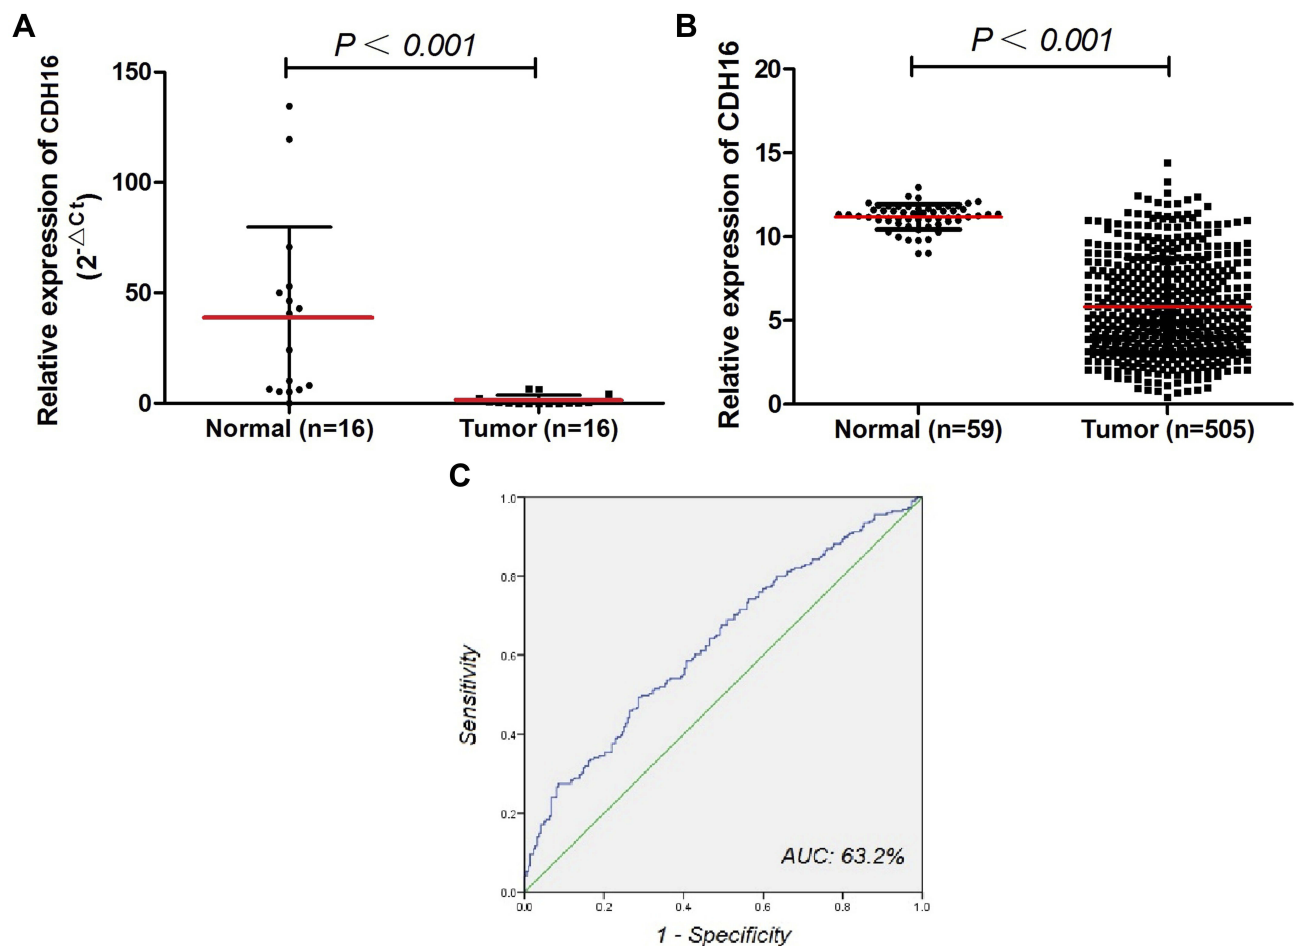 A
P < 0.001
Relative expression of CDH16
(2-△Ct)
150
100
50
0
Normal (n=16)
Tumor (n=16)
B
P < 0.001
Relative expression of CDH16
20
15
10
5
0
Normal (n=59)
Tumor (n=505)
C
Sensitivity
1.0
0.8
0.6
0.4
0.2
0.0
AUC: 63.2%
0.0 0.2 0.4 0.6 0.8 1.0
1 - Specificity